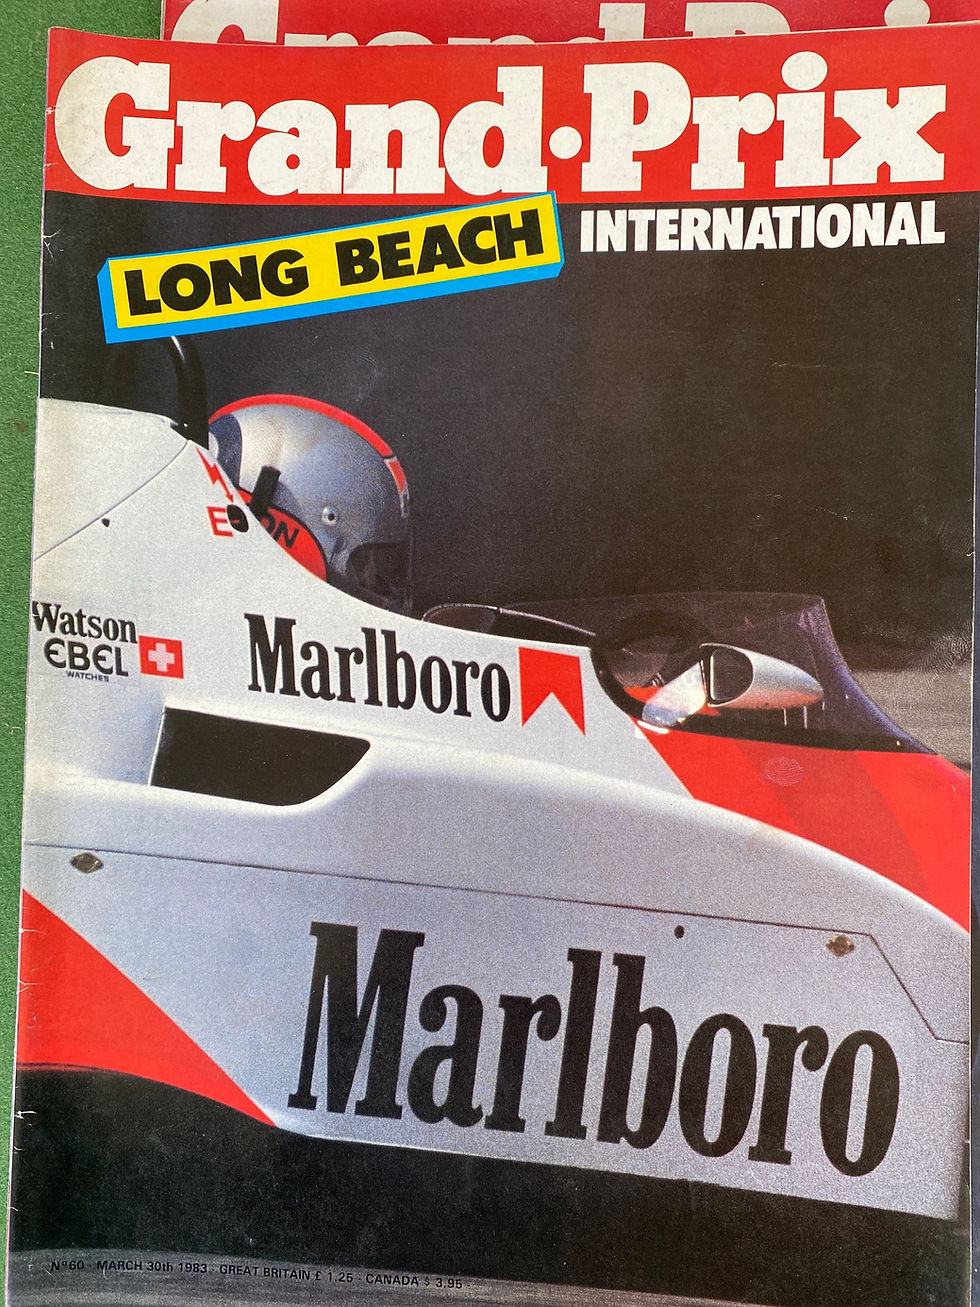 Grand·Prix
INTERNATIONAL
LONG BEACH
Watson
EBEL
WATCHES
Marlboro
Marlboro
Nº60 - MARCH 30th 1983 - GREAT BRITAIN £ 1.25 - CANADA $ 3.95 -